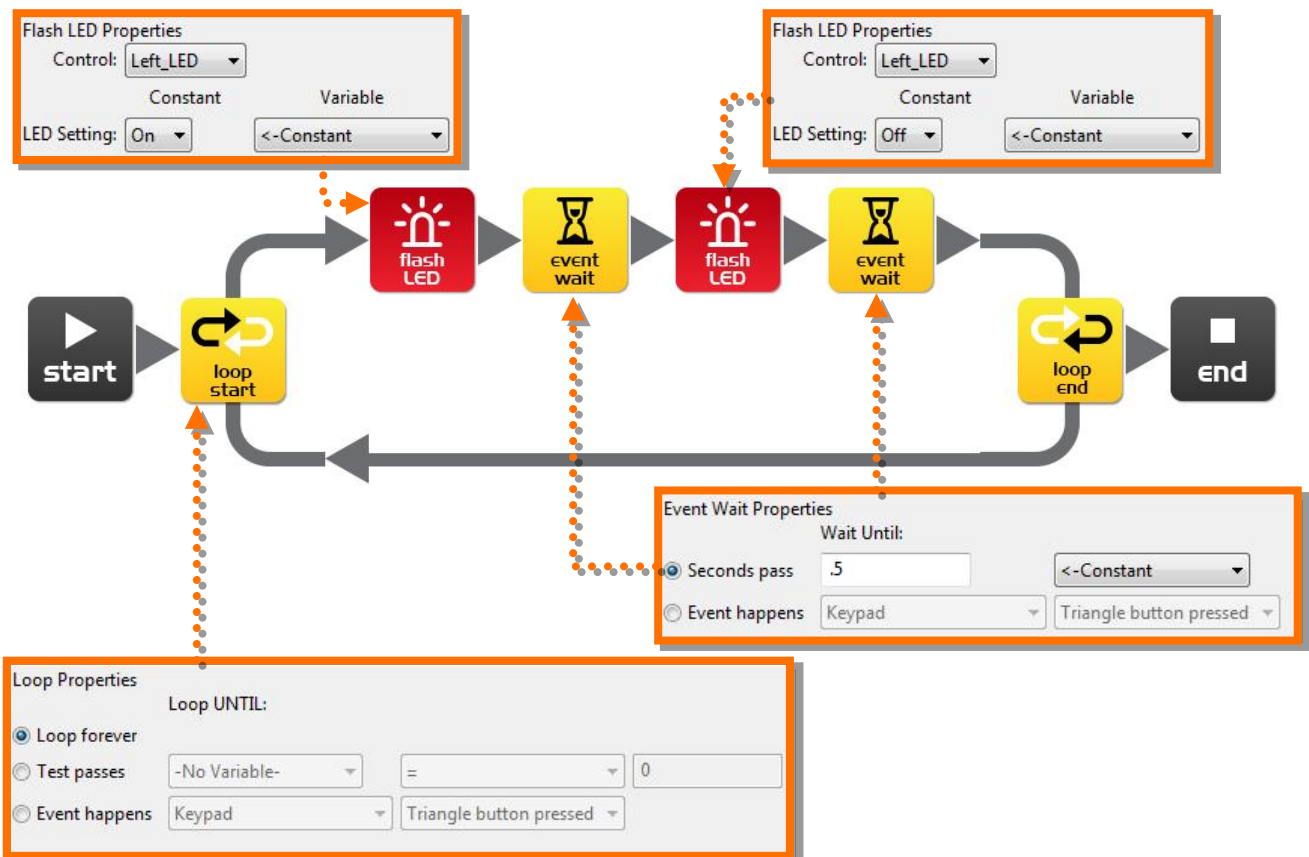 Flash LED Properties
Control: Left_LED
Constant Variable
LED Setting: On <-Constant
Flash LED Properties
Control: Left_LED
Constant Variable
LED Setting: Off <-Constant
start
loop
start
flash
LED
event
wait
flash
LED
event
wait
loop
end
end
Event Wait Properties
Wait Until:
Seconds pass .5 <-Constant
Event happens Keypad Triangle button pressed
Loop Properties
Loop UNTIL:
Loop forever
Test passes -No Variable- = 0
Event happens Keypad Triangle button pressed